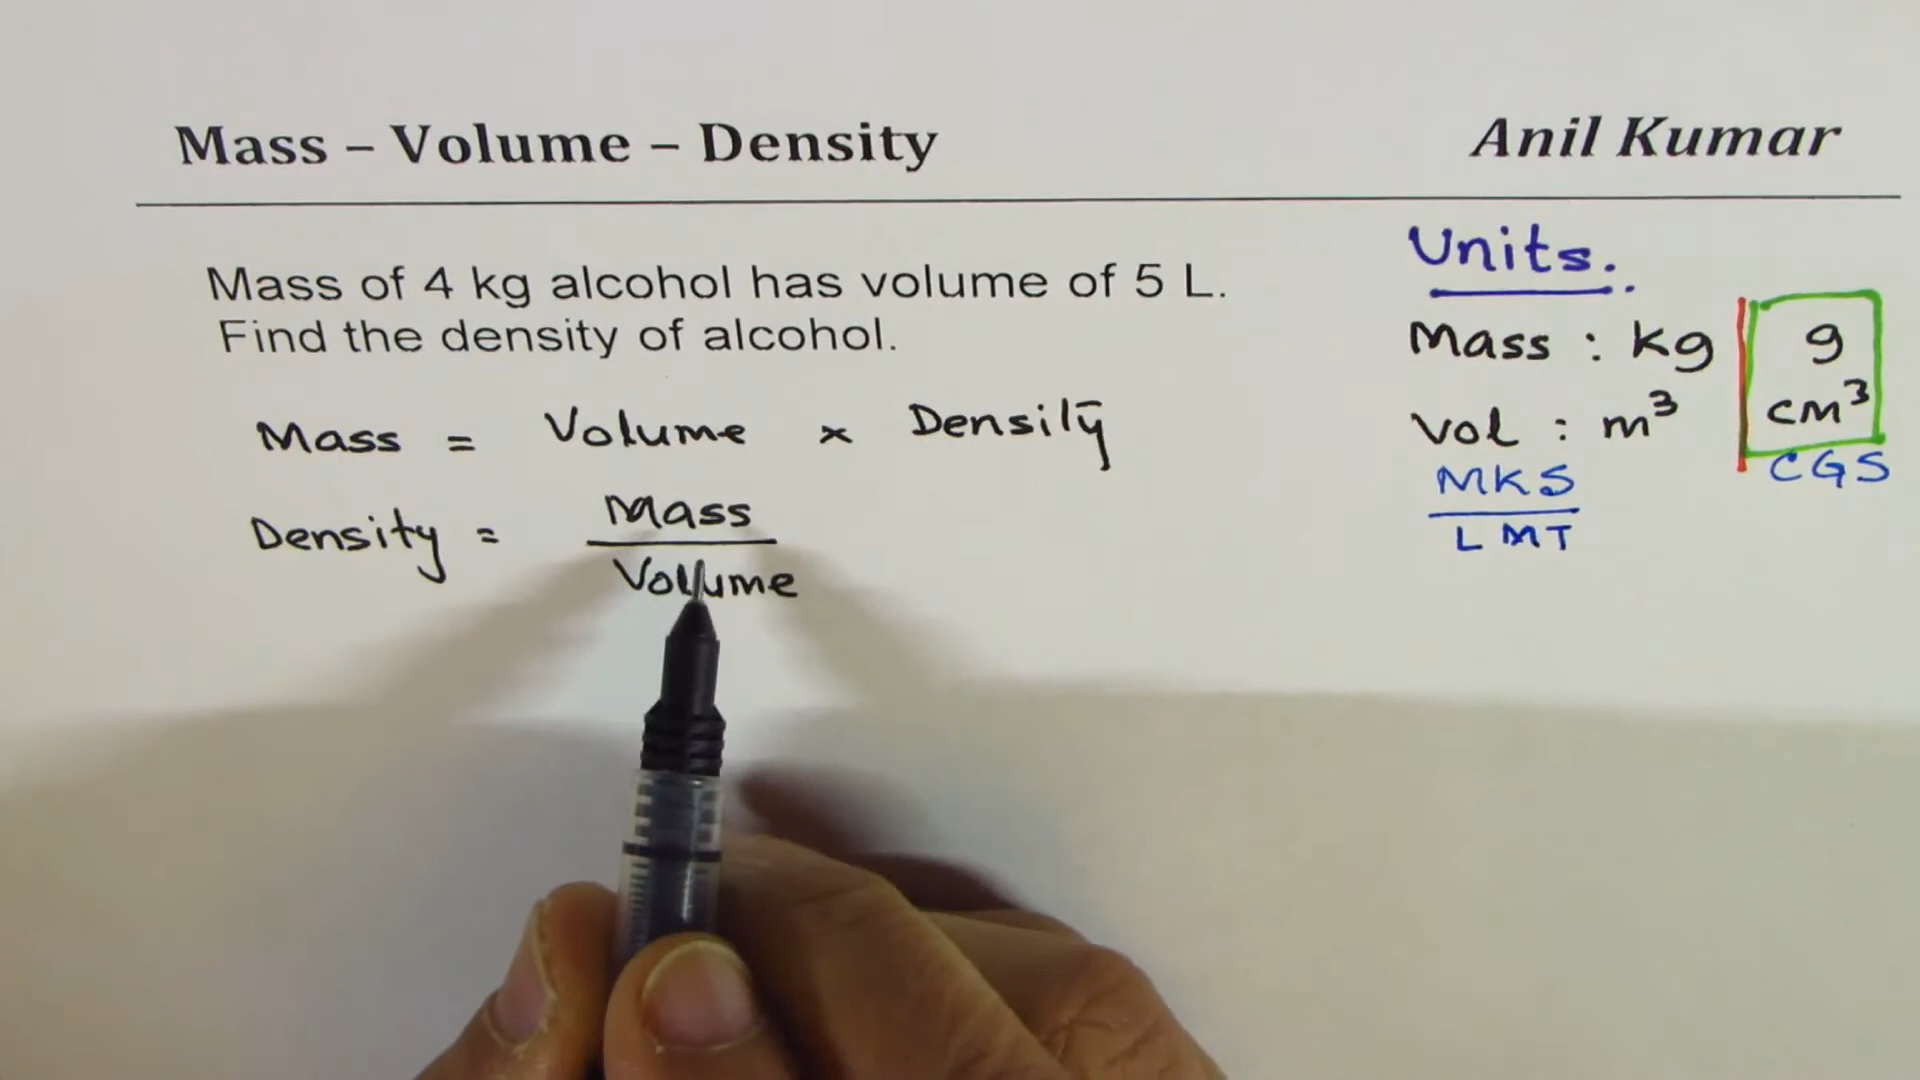 Mass – Volume – Density
Anil Kumar
Mass of 4 kg alcohol has volume of 5 L.
Find the density of alcohol.
Mass = Volume × Density
Density = Mass
Volume
Units.
Mass : kg g
Vol : m³ cm³
MKS CGS
LMT